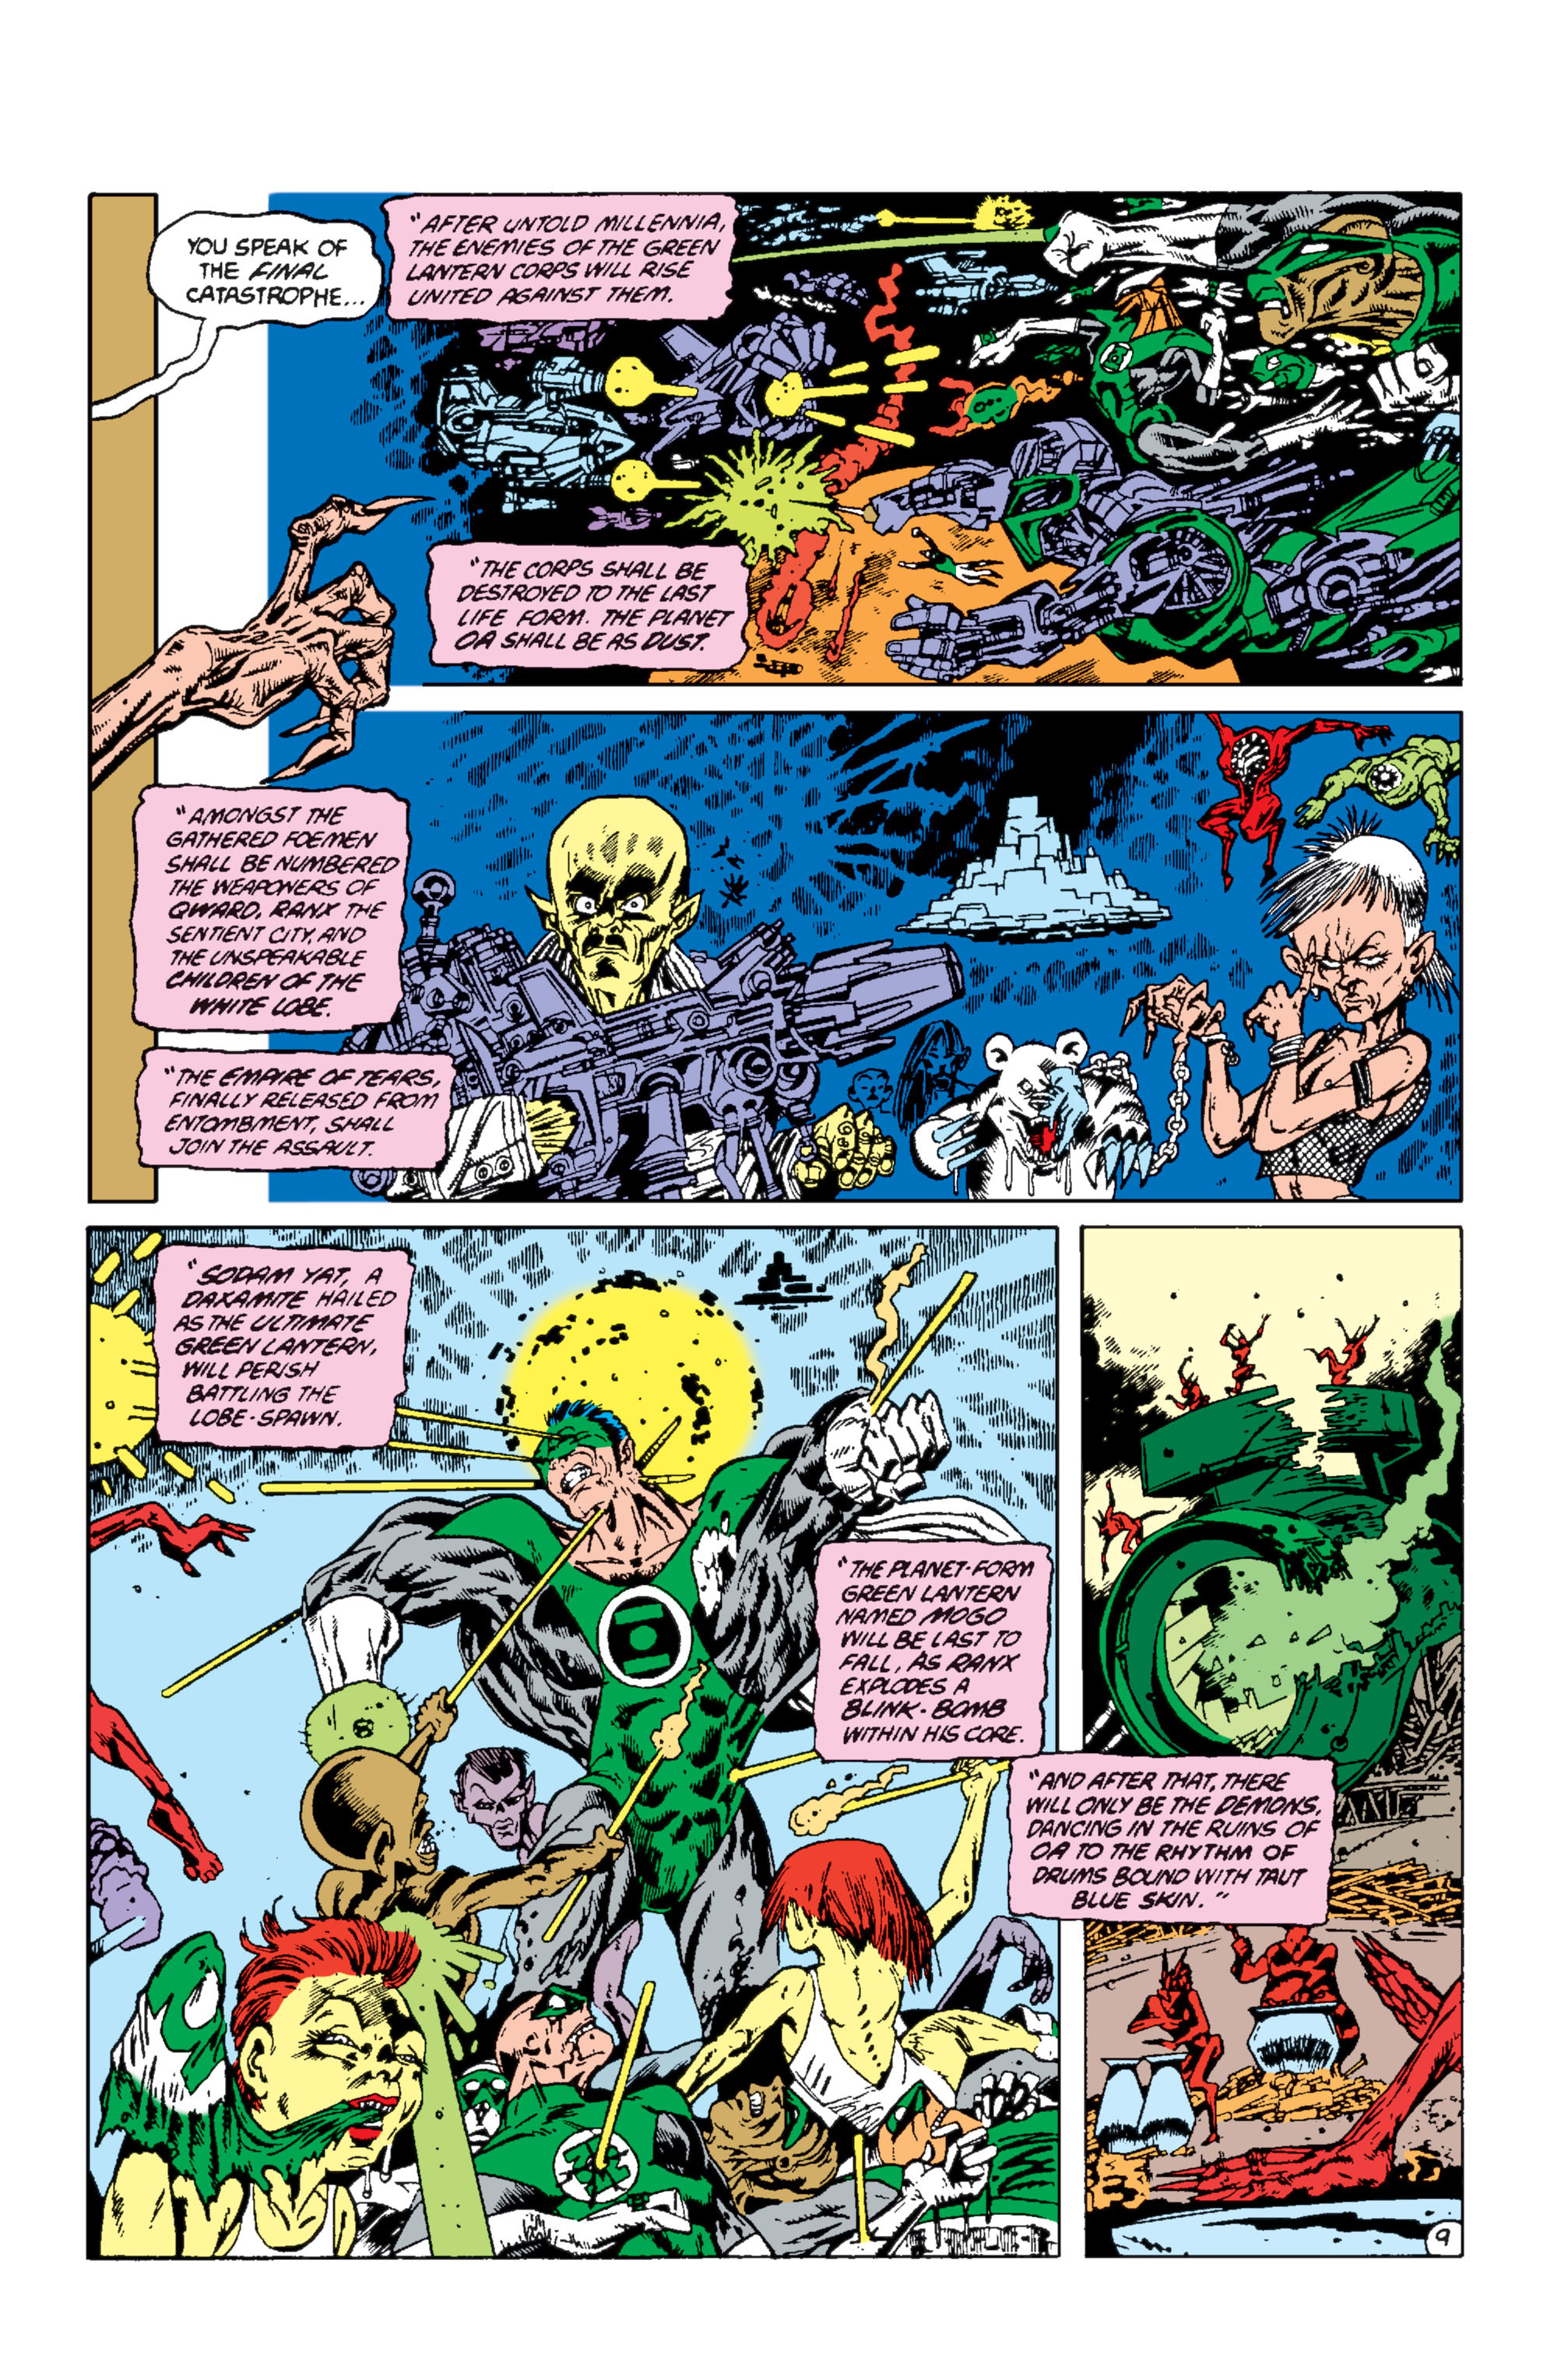 YOU SPEAK OF
THE FINAL
CATASTROPHE...
"AFTER UNTOLD MILLENNIA,
THE ENEMIES OF THE GREEN
LANTERN CORPS WILL RISE
UNITED AGAINST THEM.
"THE CORPS SHALL BE
DESTROYED TO THE LAST
LIFE FORM. THE PLANET
OA SHALL BE AS DUST.
"AMONGST THE
GATHERED FOEMEN
SHALL BE NUMBERED
THE WEAPONERS OF
QWARD, RANX THE
SENTIENT CITY, AND
THE UNSPEAKABLE
CHILDREN OF THE
WHITE LOBE.
"THE EMPIRE OF TEARS,
FINALLY RELEASED FROM
ENTOMBMENT, SHALL
JOIN THE ASSAULT.
"SODAM YAT, A
DAXAMITE HAILED
AS THE ULTIMATE
GREEN LANTERN,
WILL PERISH
BATTLING THE
LOBE-SPAWN.
"THE PLANET-FORM
GREEN LANTERN
NAMED MOGO
WILL BE LAST TO
FALL, AS RANX
EXPLODES A
BLINK-BOMB
WITHIN HIS CORE.
"AND AFTER THAT, THERE
WILL ONLY BE THE DEMONS,
DANCING IN THE RUINS OF
OA TO THE RHYTHM OF
DRUMS BOUND WITH TAUT
BLUE SKIN."
9